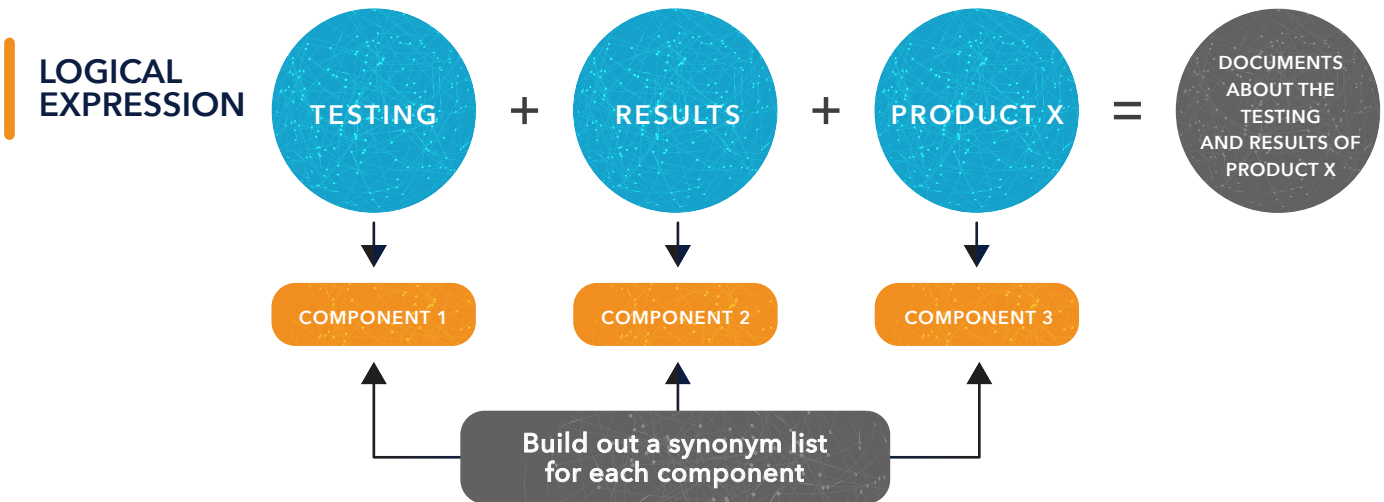 LOGICAL
EXPRESSION
TESTING
+
RESULTS
+
PRODUCT X
=
DOCUMENTS
ABOUT THE
TESTING
AND RESULTS OF
PRODUCT X
COMPONENT 1
COMPONENT 2
COMPONENT 3
Build out a synonym list
for each component